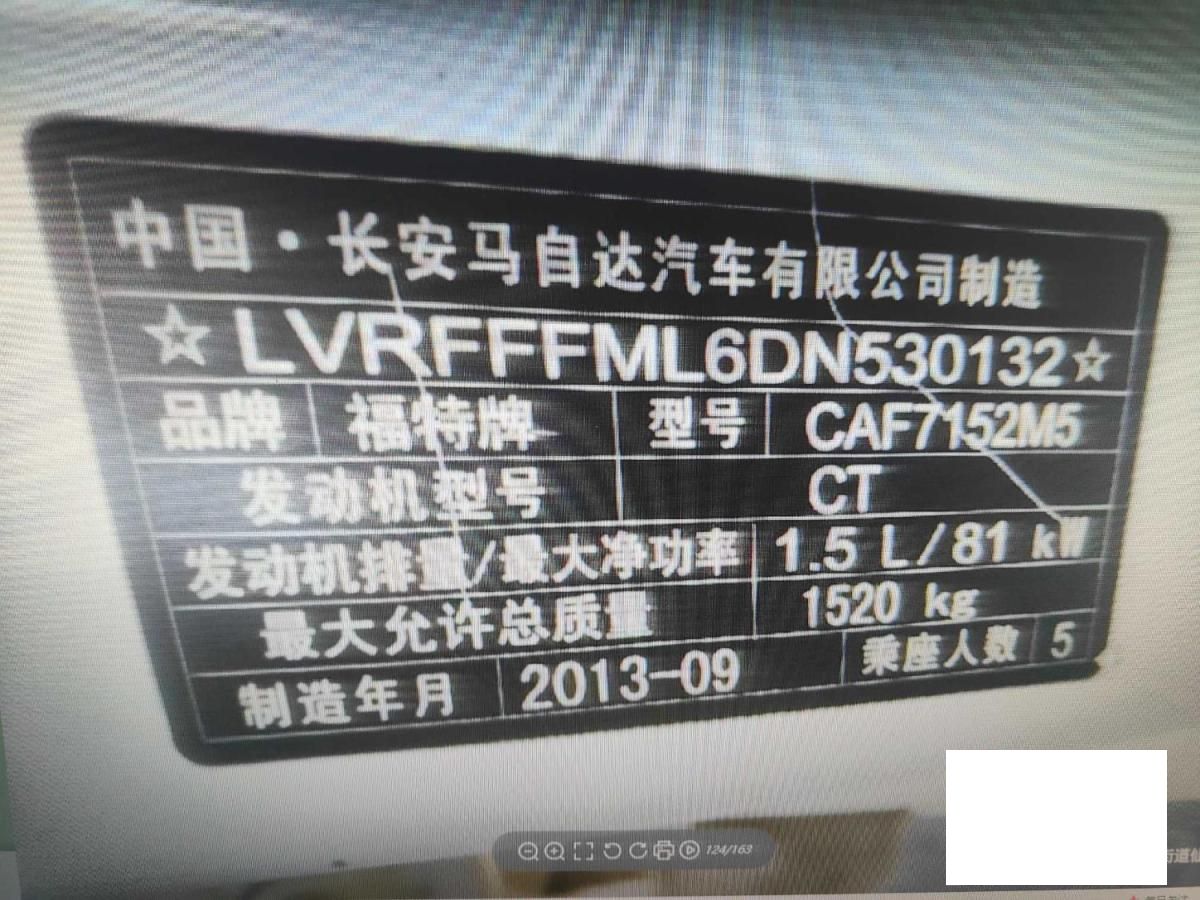 中国·长安马自达汽车有限公司制造
☆LVRFFFML6DN530132☆
品牌 福特牌 型号 CAF7152M5
发动机型号 CT
发动机排量/最大净功率 1.5 L/81 kW
最大允许总质量 1520 kg
制造年月 2013-09 乘座人数 5
124/163
街道仙